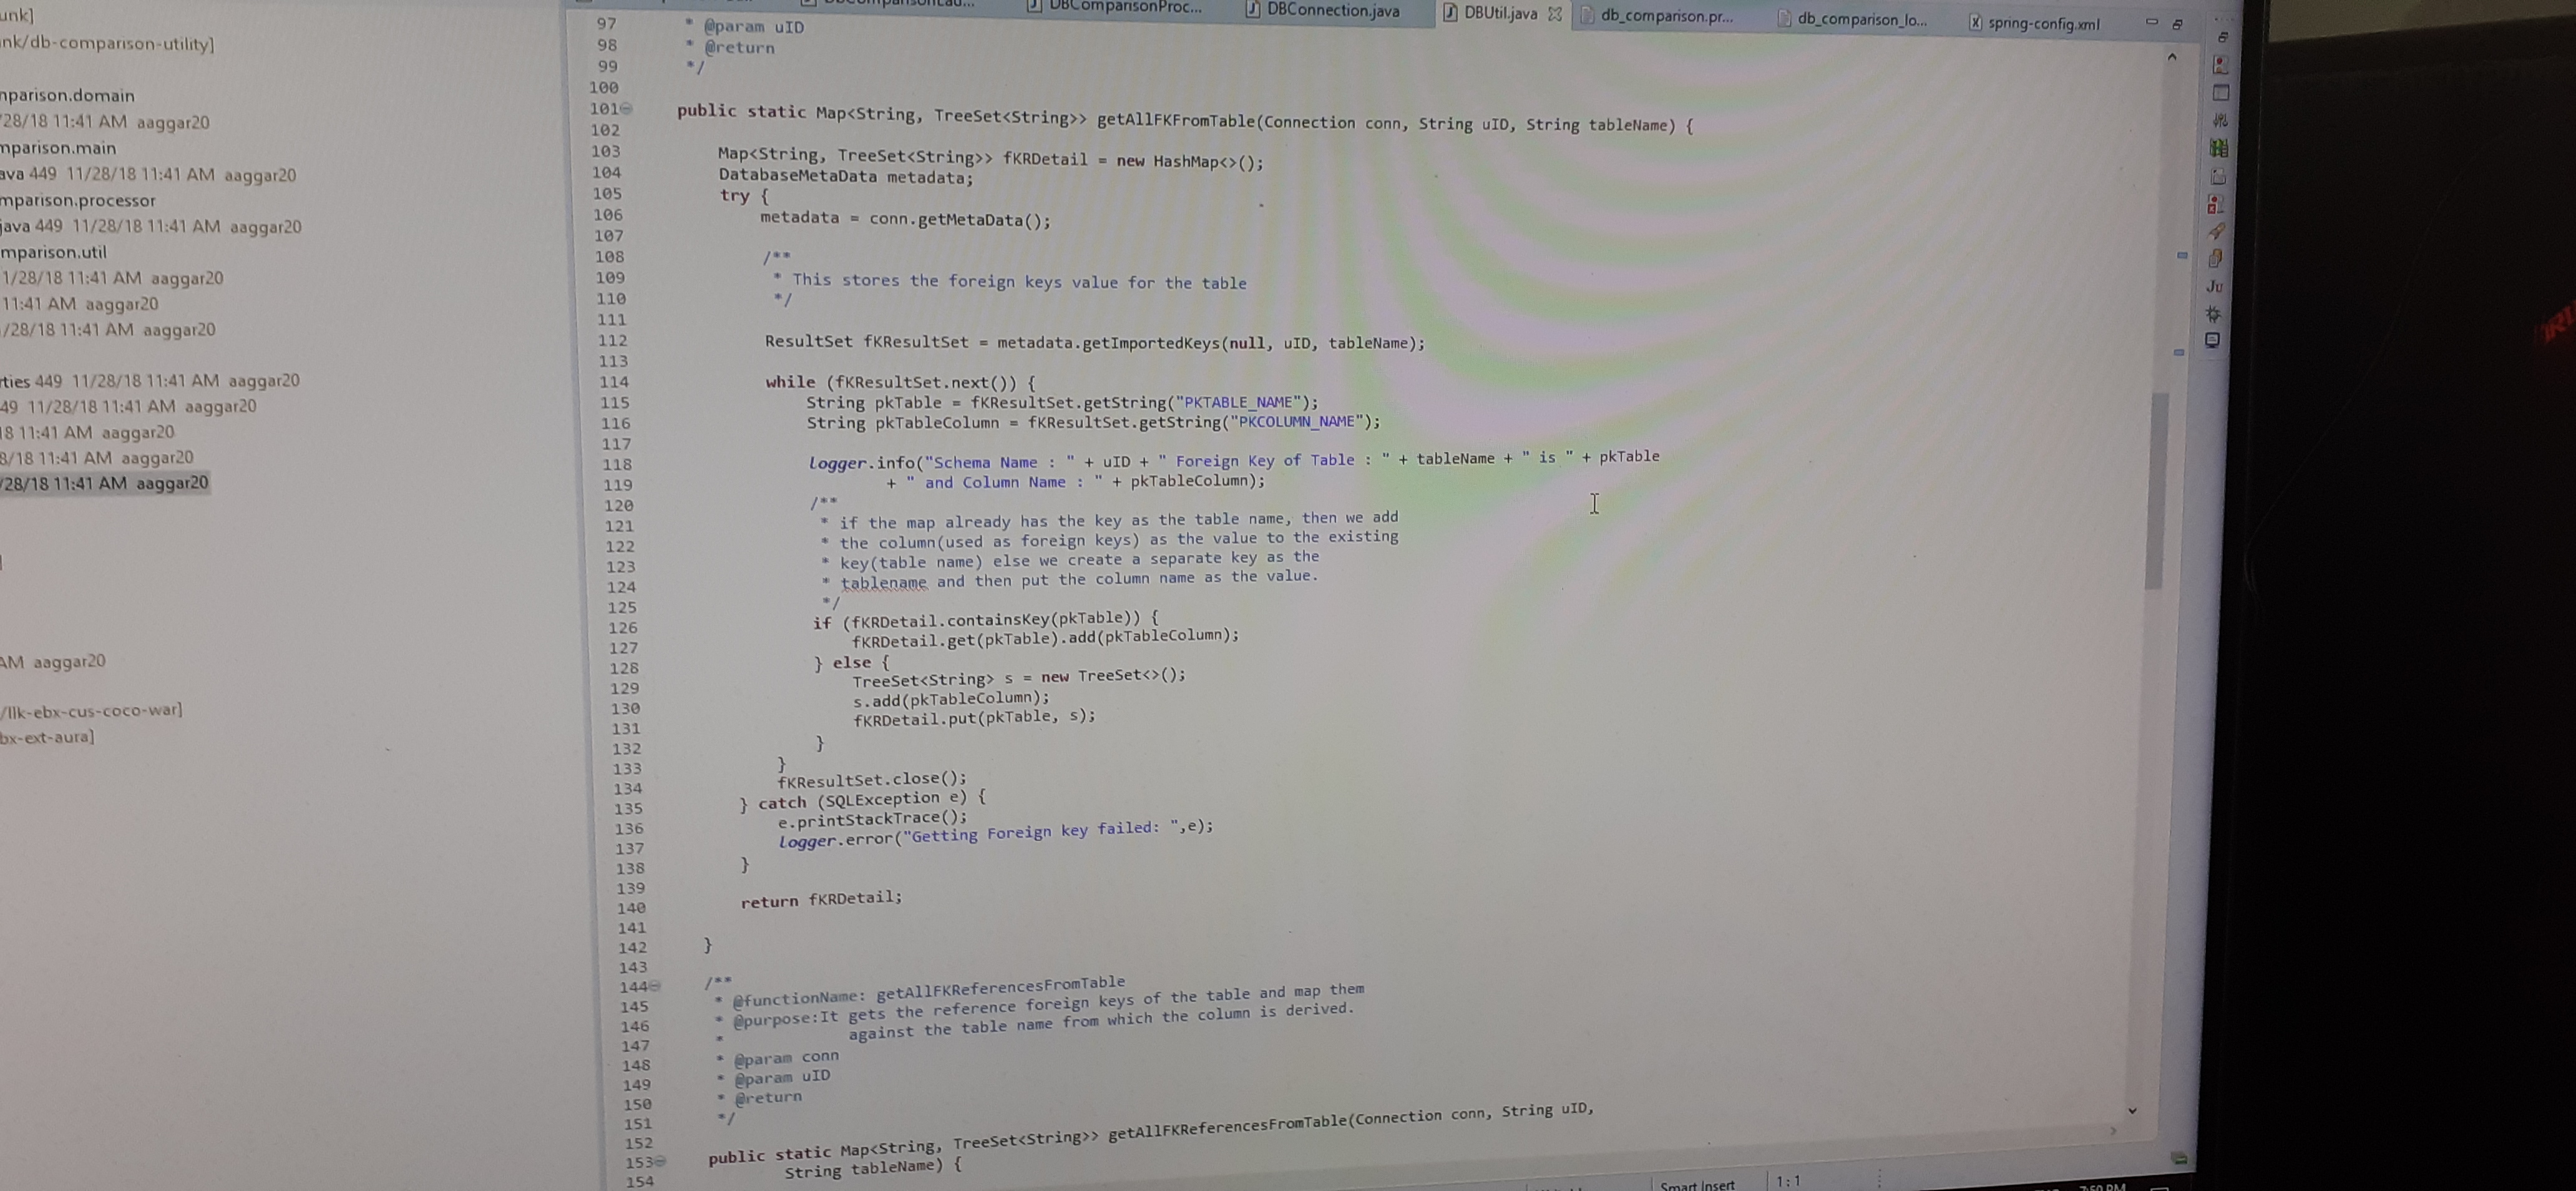 unk]
nk/db-comparison-utility]
mparison.domain
/28/18 11:41 AM aaggar20
mparison.main
ava 449 11/28/18 11:41 AM aaggar20
mparison.processor
java 449 11/28/18 11:41 AM aaggar20
mparison.util
1/28/18 11:41 AM aaggar20
11:41 AM aaggar20
/28/18 11:41 AM aaggar20
rties 449 11/28/18 11:41 AM aaggar20
49 11/28/18 11:41 AM aaggar20
18 11:41 AM aaggar20
8/18 11:41 AM aaggar20
/28/18 11:41 AM aaggar20
]
AM aaggar20
/llk-ebx-cus-coco-war]
bx-ext-aura]
DBComparisonProc... DBConnection.java DBUtil.java db_comparison.pr... db_comparison_lo... spring-config.xml
97 * @param uID
98 * @return
99 */
100
101 public static Map<String, TreeSet<String>> getAllFKFromTable(Connection conn, String uID, String tableName) {
102
103 Map<String, TreeSet<String>> fKRDetail = new HashMap<>();
104 DatabaseMetaData metadata;
105 try {
106 metadata = conn.getMetaData();
107
108 /**
109 * This stores the foreign keys value for the table
110 */
111
112 ResultSet fKResultSet = metadata.getImportedKeys(null, uID, tableName);
113
114 while (fKResultSet.next()) {
115 String pkTable = fKResultSet.getString("PKTABLE_NAME");
116 String pkTableColumn = fKResultSet.getString("PKCOLUMN_NAME");
117
118 logger.info("Schema Name : " + uID + " Foreign Key of Table : " + tableName + " is " + pkTable
119 + " and Column Name : " + pkTableColumn);
120 /**
121 * if the map already has the key as the table name, then we add
122 * the column(used as foreign keys) as the value to the existing
123 * key(table name) else we create a separate key as the
124 * tablename and then put the column name as the value.
125 */
126 if (fKRDetail.containsKey(pkTable)) {
127 fKRDetail.get(pkTable).add(pkTableColumn);
128 } else {
129 TreeSet<String> s = new TreeSet<>();
130 s.add(pkTableColumn);
131 fKRDetail.put(pkTable, s);
132 }
133 }
134 fKResultSet.close();
135 } catch (SQLException e) {
136 e.printStackTrace();
137 logger.error("Getting Foreign key failed: ",e);
138 }
139
140 return fKRDetail;
141
142 }
143
144 /**
145 * @functionName: getAllFKReferencesFromTable
146 * @purpose:It gets the reference foreign keys of the table and map them
147 * against the table name from which the column is derived.
148 * @param conn
149 * @param uID
150 * @return
151 */
152
153 public static Map<String, TreeSet<String>> getAllFKReferencesFromTable(Connection conn, String uID,
154 String tableName) {
Ju
Smart Insert 1:1